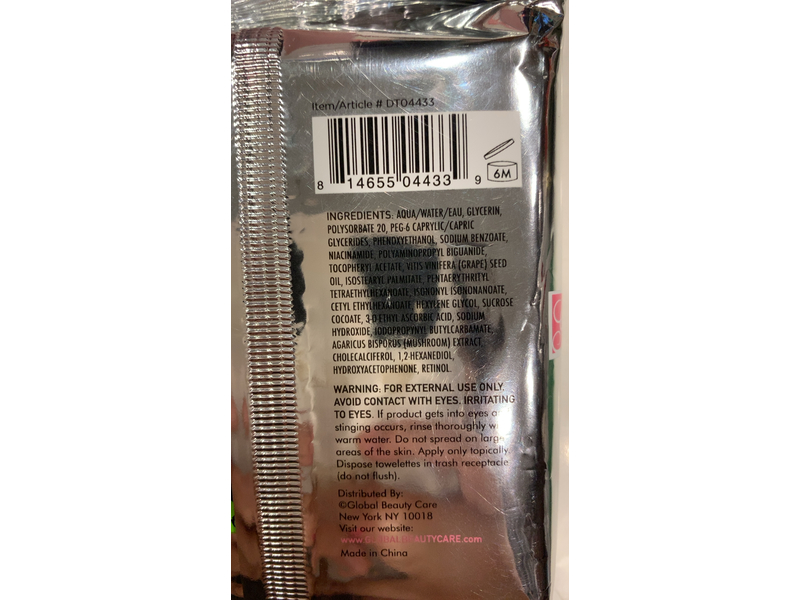 Item/Article # DT04433
6M
8 14655 04433 9
INGREDIENTS: AQUA/WATER/EAU, GLYCERIN,
POLYSORBATE 20, PEG-6 CAPRYLIC/CAPRIC
GLYCERIDES, PHENOXYETHANOL, SODIUM BENZOATE,
NIACINAMIDE, POLYAMINOPROPYL BIGUANIDE,
TOCOPHERYL ACETATE, VITIS VINIFERA (GRAPE) SEED
OIL, ISOSTEARYL PALMITATE, PENTAERYTHRITYL
TETRAETHYLHEXANOATE, ISONONYL ISONONANOATE,
CETYL ETHYLHEXANOATE, HEXYLENE GLYCOL, SUCROSE
COCOATE, 3-O ETHYL ASCORBIC ACID, SODIUM
HYDROXIDE, IODOPROPYNYL BUTYLCARBAMATE,
AGARICUS BISPORUS (MUSHROOM) EXTRACT,
CHOLECALCIFEROL, 1,2-HEXANEDIOL,
HYDROXYACETOPHENONE, RETINOL.
WARNING: FOR EXTERNAL USE ONLY.
AVOID CONTACT WITH EYES. IRRITATING
TO EYES. If product gets into eyes
stinging occurs, rinse thoroughly
warm water. Do not spread on large
areas of the skin. Apply only topically.
Dispose towelettes in trash receptacle
(do not flush).
Distributed By:
©Global Beauty Care
New York NY 10018
Visit our website:
www.GLOBALBEAUTYCARE.com
Made in China